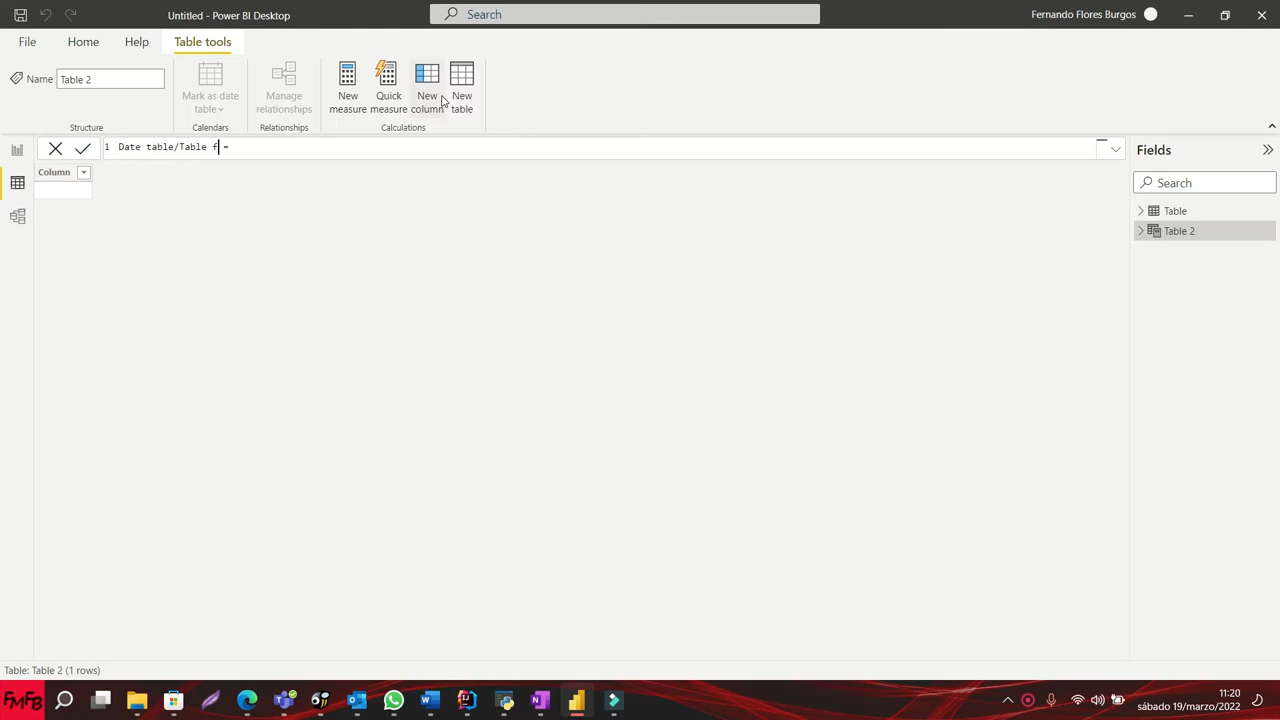 Untitled - Power BI Desktop
Search
Fernando Flores Burgos
File
Home
Help
Table tools
Name
Table 2
Mark as date
table
Manage
relationships
New
measure
Quick
measure
New
column
New
table
Structure
Calendars
Relationships
Calculations
1 Date table/Table f =
Fields
Column
Search
Table
Table 2
Table: Table 2 (1 rows)
FMFB
11:20
sábado 19/marzo/2022